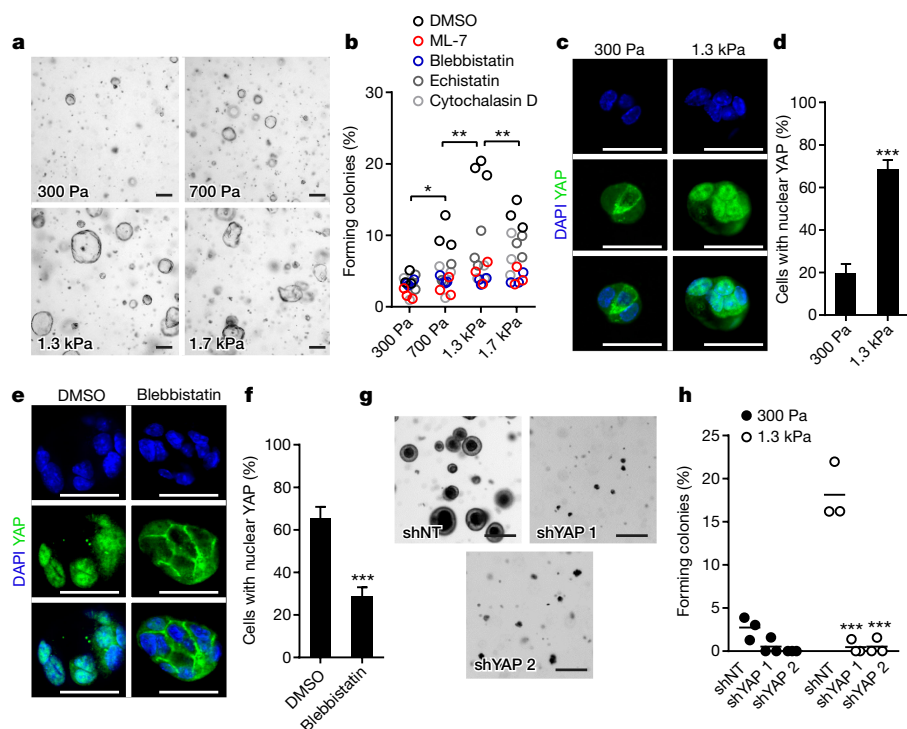 a
300 Pa
700 Pa
1.3 kPa
1.7 kPa
b
DMSO
ML-7
Blebbistatin
Echistatin
Cytochalasin D
Forming colonies (%)
30
20
10
0
*
**
**
300 Pa
700 Pa
1.3 kPa
1.7 kPa
c
300 Pa
1.3 kPa
DAPI YAP
d
Cells with nuclear YAP (%)
100
80
60
40
20
0
***
300 Pa
1.3 kPa
e
DMSO
Blebbistatin
DAPI YAP
f
Cells with nuclear YAP (%)
100
80
60
40
20
0
***
DMSO
Blebbistatin
g
shNT
shYAP 1
shYAP 2
h
300 Pa
1.3 kPa
Forming colonies (%)
25
20
15
10
5
0
*** ***
shNT
shYAP 1
shYAP 2
shNT
shYAP 1
shYAP 2